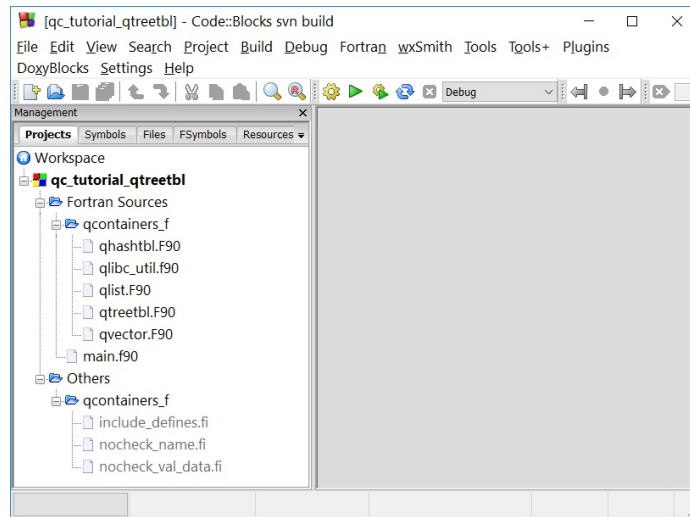 [qc_tutorial_qtreetbl] - Code::Blocks svn build
File Edit View Search Project Build Debug Fortran wxSmith Tools Tools+ Plugins
DoxyBlocks Settings Help
Debug
Management
Projects Symbols Files FSymbols Resources
Workspace
qc_tutorial_qtreetbl
Fortran Sources
qcontainers_f
qhashtbl.F90
qlibc_util.f90
qlist.F90
qtreetbl.F90
qvector.F90
main.f90
Others
qcontainers_f
include_defines.fi
nocheck_name.fi
nocheck_val_data.fi